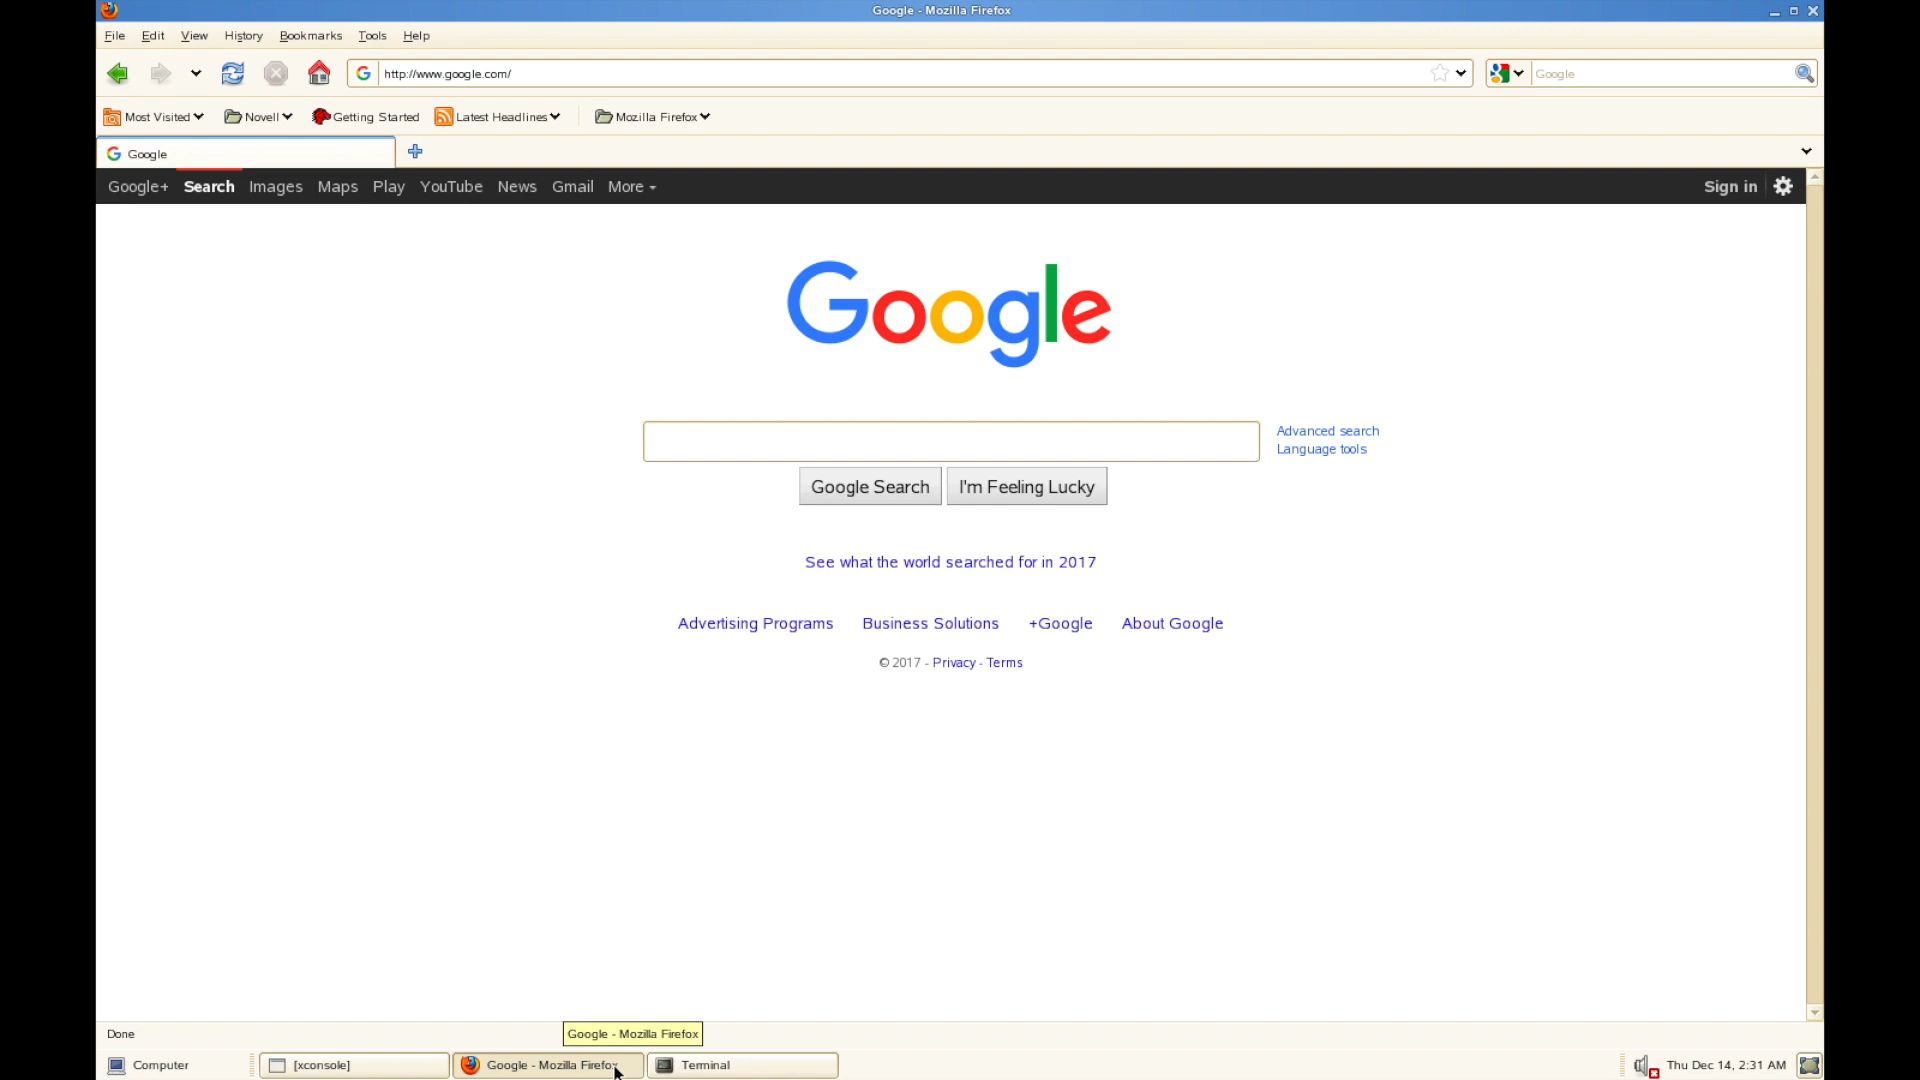 Google - Mozilla Firefox
File Edit View History Bookmarks Tools Help
http://www.google.com/ Google
Most Visited Novell Getting Started Latest Headlines Mozilla Firefox
Google
Google+ Search Images Maps Play YouTube News Gmail More Sign in
Google
Advanced search
Language tools
Google Search I'm Feeling Lucky
See what the world searched for in 2017
Advertising Programs Business Solutions +Google About Google
© 2017 - Privacy - Terms
Done Google - Mozilla Firefox
Computer [xconsole] Google - Mozilla Firefox Terminal Thu Dec 14, 2:31 AM